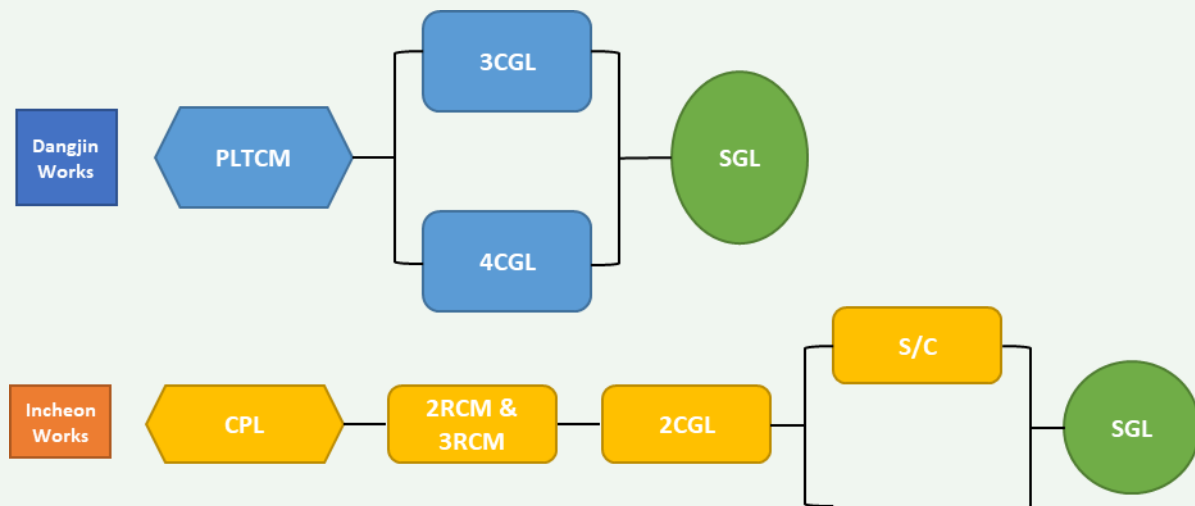 Dangjin
Works
PLTCM
3CGL
4CGL
SGL
Incheon
Works
CPL
2RCM &
3RCM
2CGL
S/C
SGL